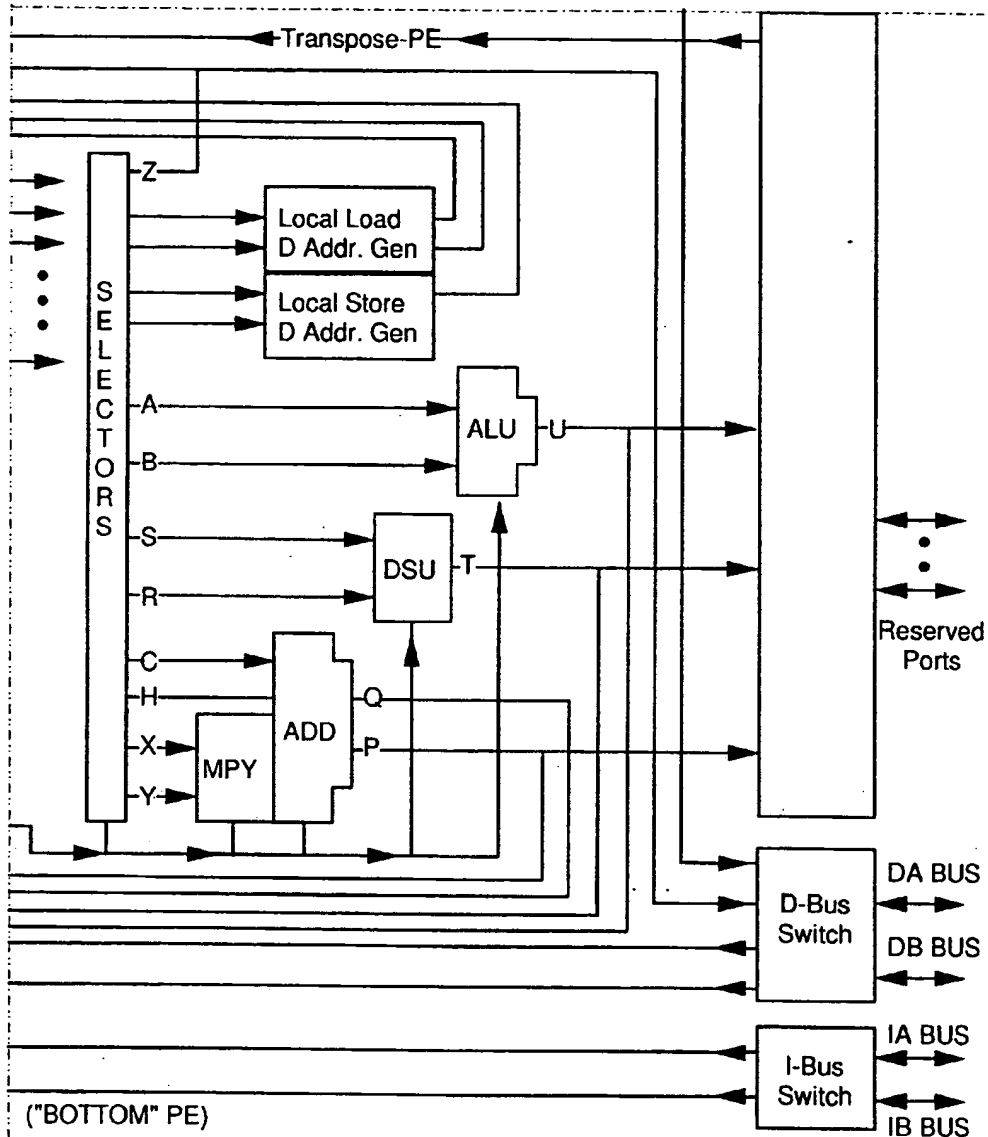 Transpose-PE
Z
Local Load
D Addr. Gen
Local Store
D Addr. Gen
SELECTORS
A
B
ALU
U
S
R
DSU
T
Reserved
Ports
C
H
X
Y
MPY
ADD
Q
P
D-Bus
Switch
DA BUS
DB BUS
I-Bus
Switch
IA BUS
IB BUS
("BOTTOM" PE)